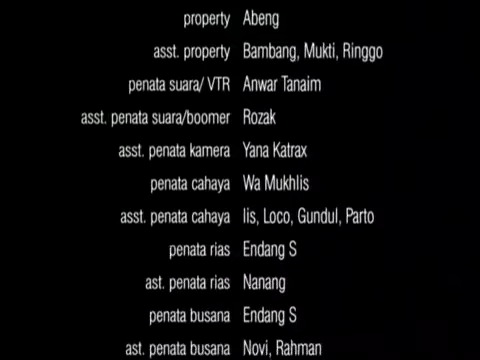 property Abeng
asst. property Bambang, Mukti, Ringgo
penata suara/ VTR Anwar Tanaim
asst. penata suara/boomer Rozak
asst. penata kamera Yana Katrax
penata cahaya Wa Mukhlis
asst. penata cahaya Iis, Loco, Gundul, Parto
penata rias Endang S
ast. penata rias Nanang
penata busana Endang S
ast. penata busana Novi, Rahman